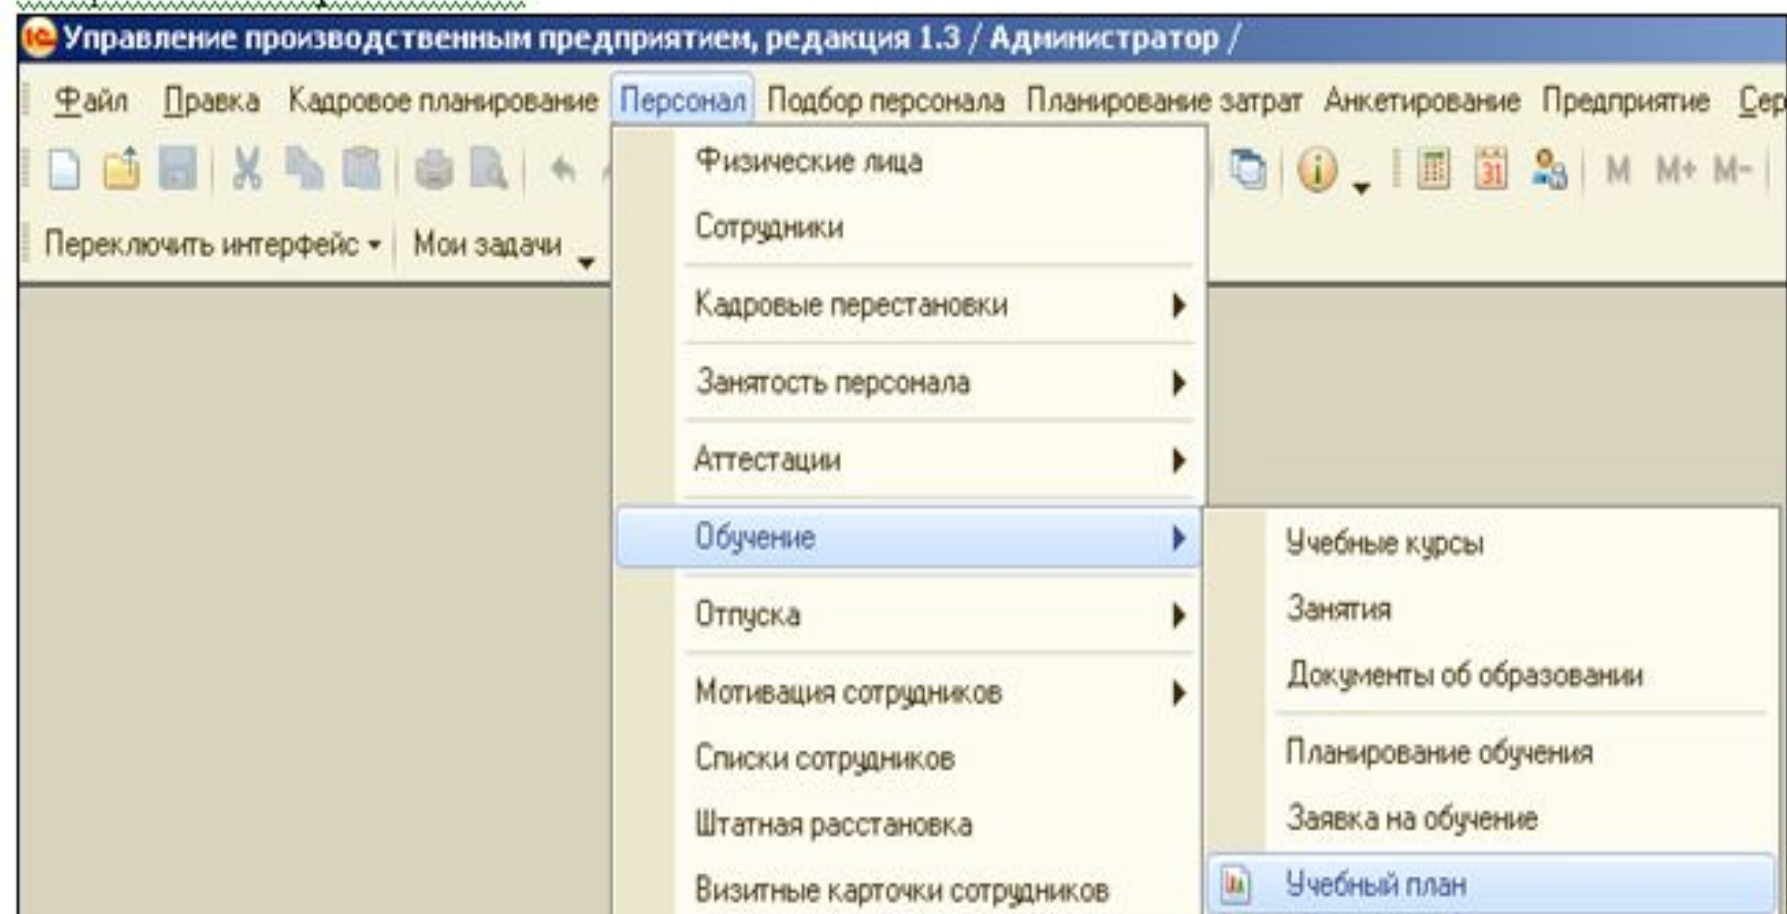 Управление производственным предприятием, редакция 1.3 / Администратор /
Файл Правка Кадровое планирование Персонал Подбор персонала Планирование затрат Анкетирование Предприятие Сер
31 M M+ M-
Переключить интерфейс Мои задачи
Физические лица
Сотрудники
Кадровые перестановки
Занятость персонала
Аттестации
Обучение
Отпуска
Мотивация сотрудников
Списки сотрудников
Штатная расстановка
Визитные карточки сотрудников
Учебные курсы
Занятия
Документы об образовании
Планирование обучения
Заявка на обучение
Учебный план